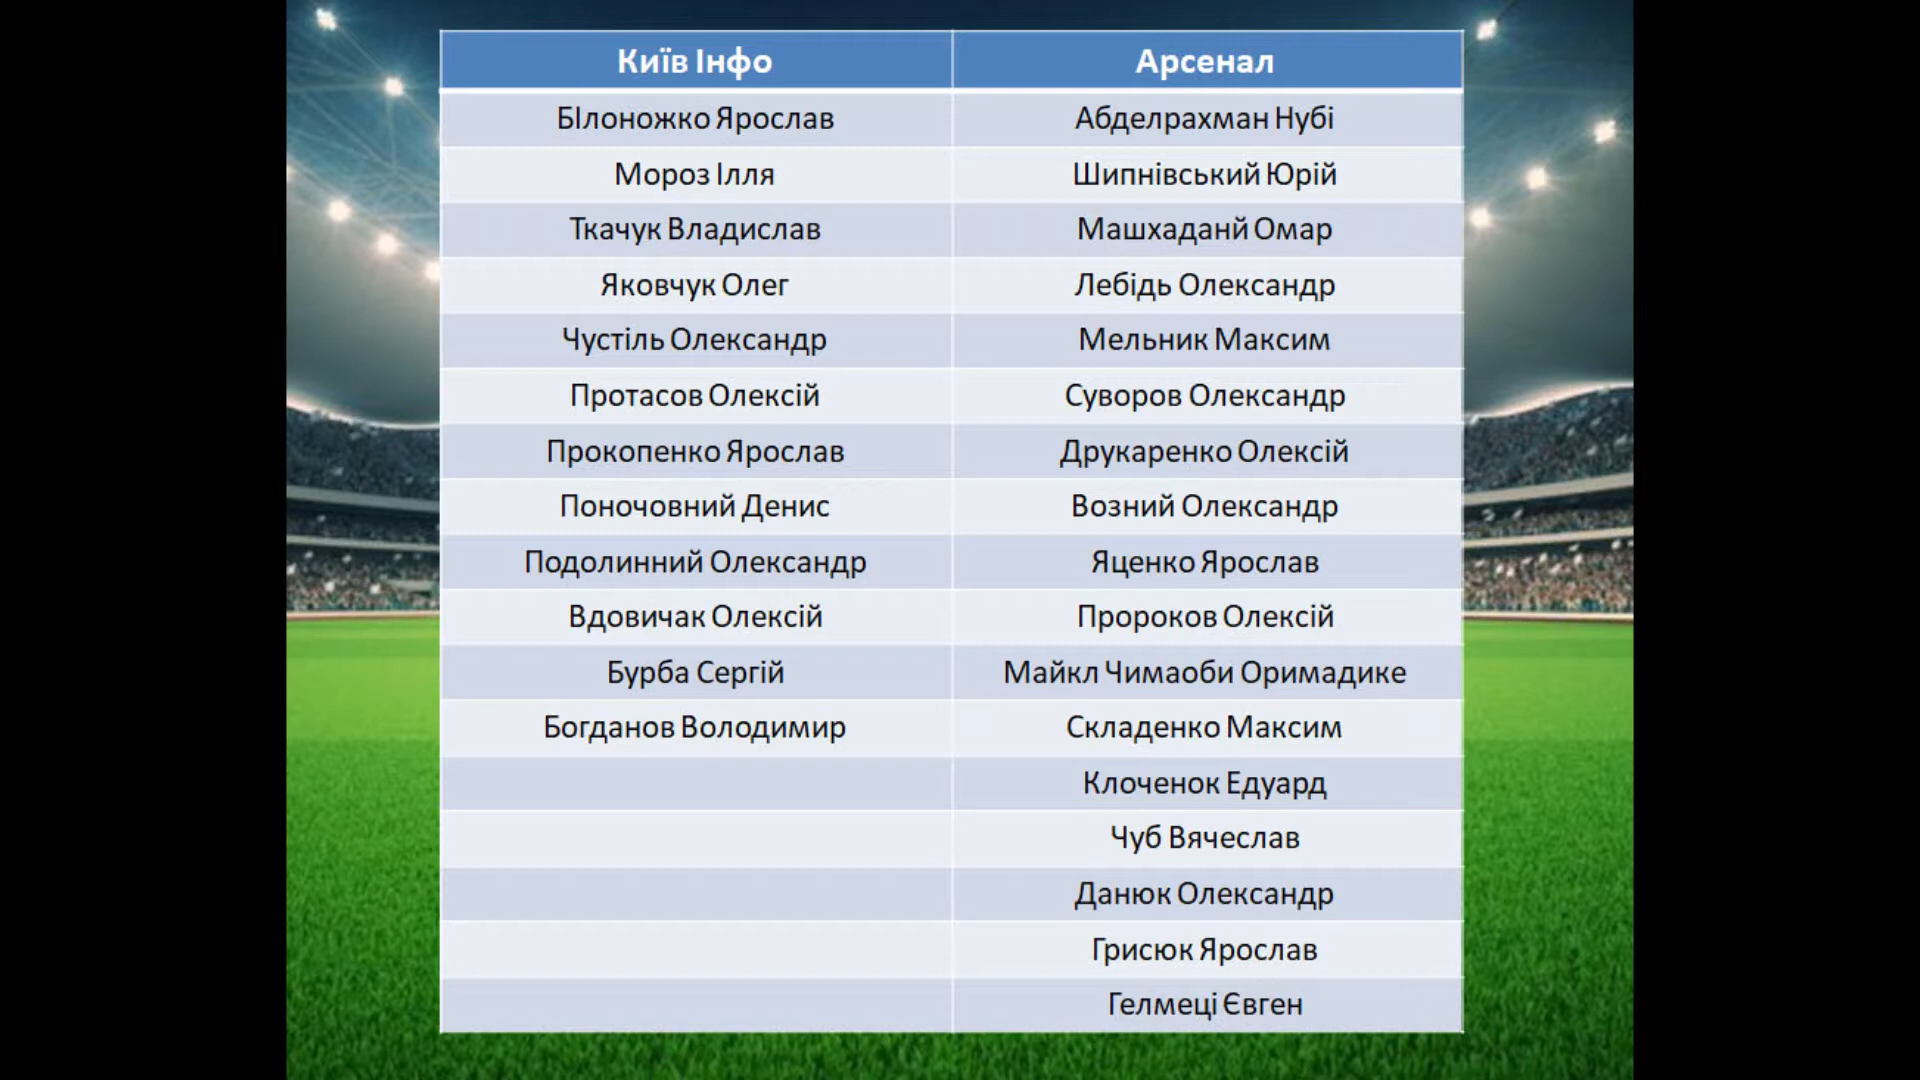 Київ Інфо	Арсенал
БІлоножко Ярослав	Абделрахман Нубі
Мороз Ілля	Шипнівський Юрій
Ткачук Владислав	Машхаданй Омар
Яковчук Олег	Лебідь Олександр
Чустіль Олександр	Мельник Максим
Протасов Олексій	Суворов Олександр
Прокопенко Ярослав	Друкаренко Олексій
Поночовний Денис	Возний Олександр
Подолинний Олександр	Яценко Ярослав
Вдовичак Олексій	Пророков Олексій
Бурба Сергій	Майкл Чимаоби Оримадике
Богданов Володимир	Складенко Максим
Клоченок Едуард
Чуб Вячеслав
Данюк Олександр
Грисюк Ярослав
Гелмеці Євген